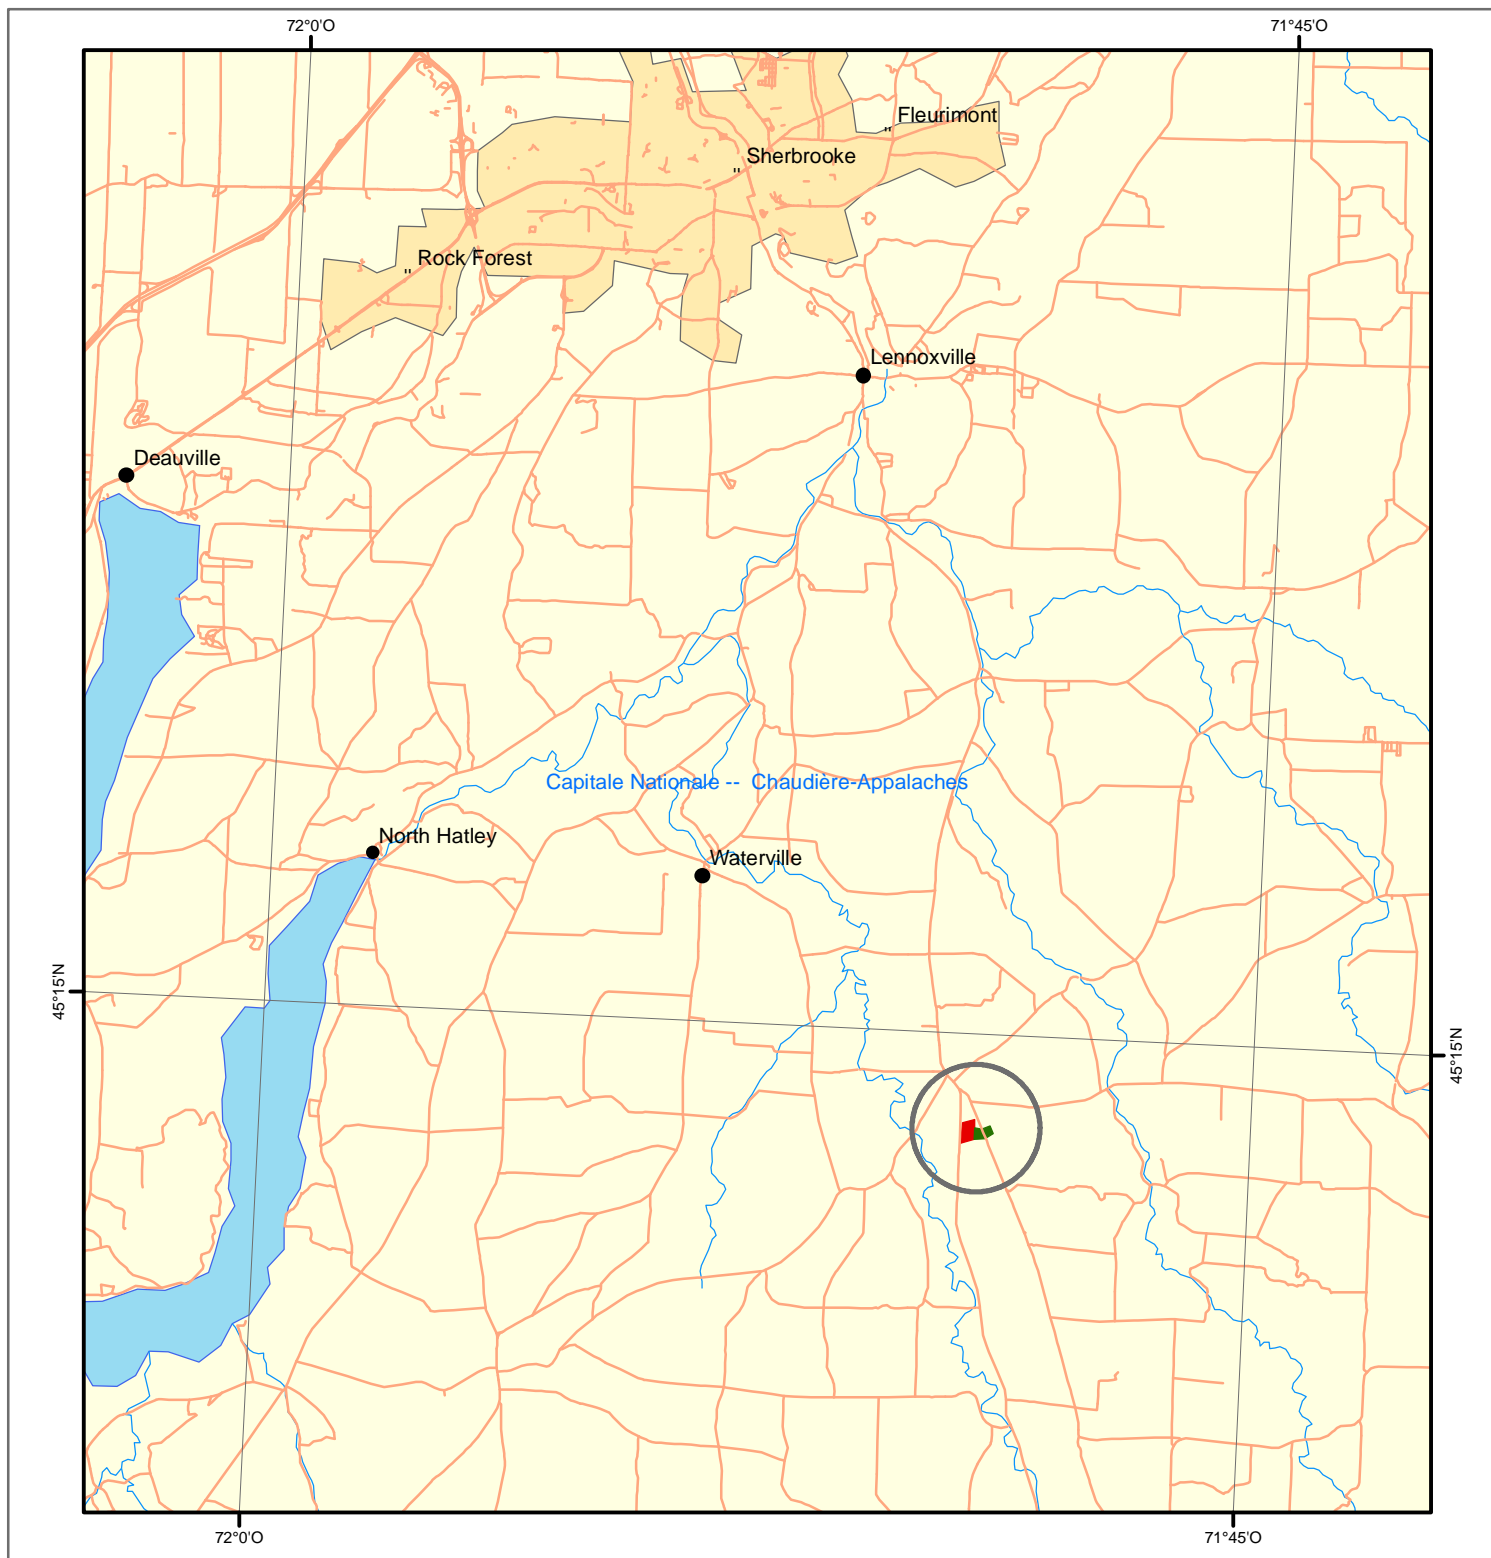 72°0'O
71°45'O
Fleurimont
Sherbrooke
Rock Forest
Lennoxville
Deauville
Capitale Nationale -- Chaudière-Appalaches
North Hatley
Waterville
45°15'N
45°15'N
72°0'O
71°45'O